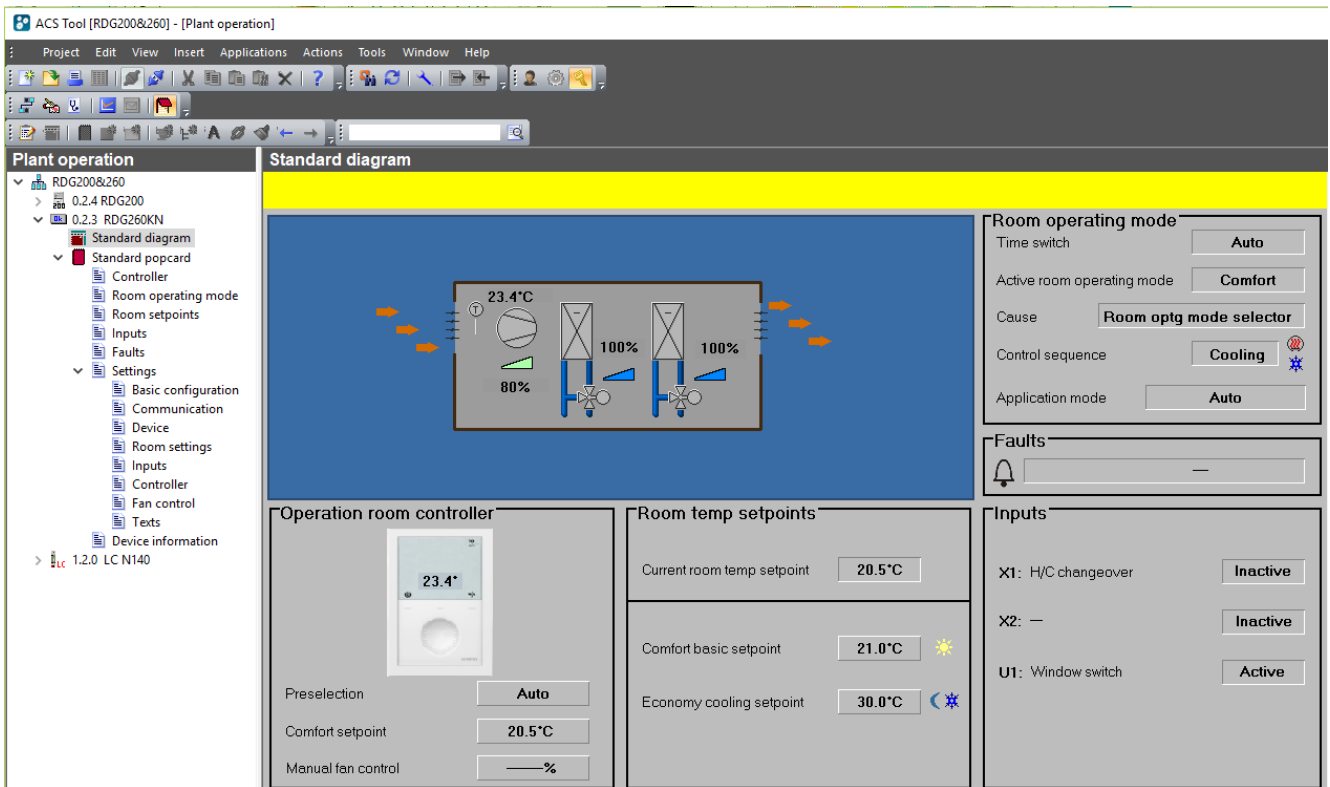 ACS Tool [RDG200&260] - [Plant operation]
Project Edit View Insert Applications Actions Tools Window Help
Plant operation
RDG200&260
0.2.4 RDG200
0.2.3 RDG260KN
Standard diagram
Standard popcard
Controller
Room operating mode
Room setpoints
Inputs
Faults
Settings
Basic configuration
Communication
Device
Room settings
Inputs
Controller
Fan control
Texts
Device information
1.2.0 LC N140
Standard diagram
23.4°C
T
100%
100%
80%
Room operating mode
Time switch Auto
Active room operating mode Comfort
Cause Room optg mode selector
Control sequence Cooling
Application mode Auto
Faults
—
Operation room controller
23.4°
Preselection Auto
Comfort setpoint 20.5°C
Manual fan control ——%
Room temp setpoints
Current room temp setpoint 20.5°C
Comfort basic setpoint 21.0°C
Economy cooling setpoint 30.0°C
Inputs
X1: H/C changeover Inactive
X2: — Inactive
U1: Window switch Active